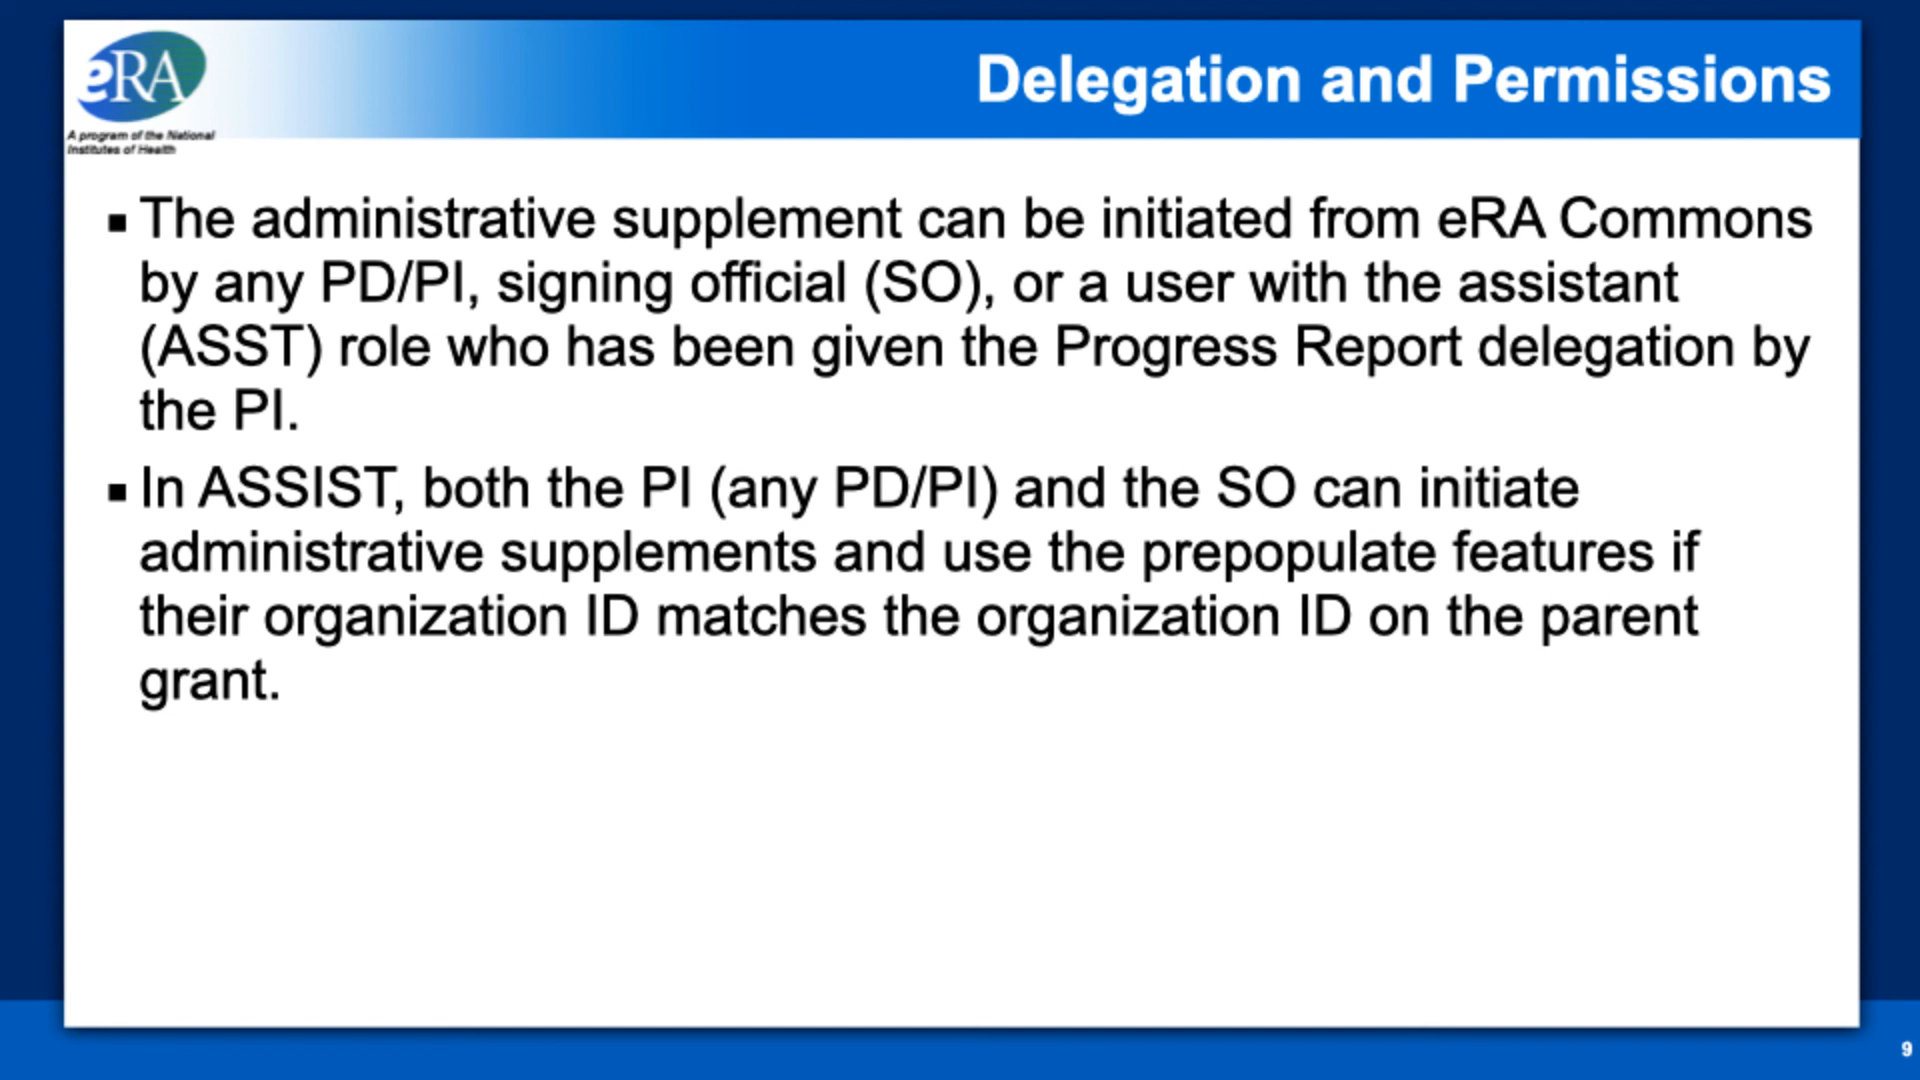 eRA
A program of the National
Institutes of Health
Delegation and Permissions
▪ The administrative supplement can be initiated from eRA Commons
by any PD/PI, signing official (SO), or a user with the assistant
(ASST) role who has been given the Progress Report delegation by
the PI.
▪ In ASSIST, both the PI (any PD/PI) and the SO can initiate
administrative supplements and use the prepopulate features if
their organization ID matches the organization ID on the parent
grant.
9